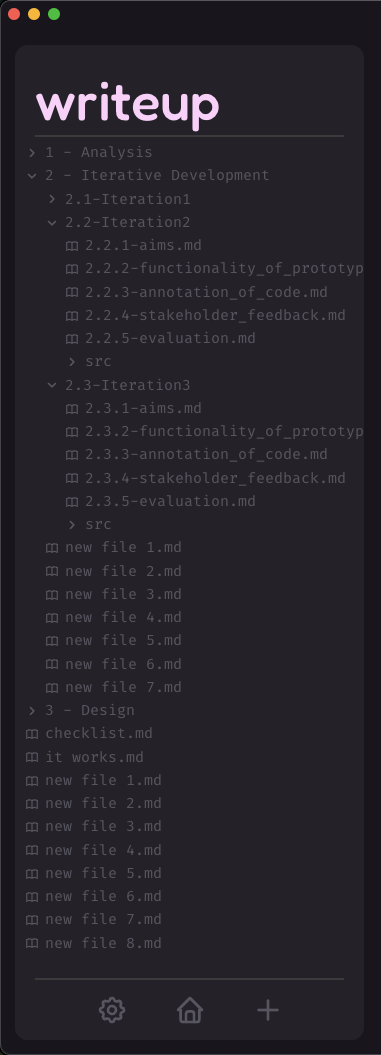 writeup
1 - Analysis
2 - Iterative Development
2.1-Iteration1
2.2-Iteration2
2.2.1-aims.md
2.2.2-functionality_of_prototyp
2.2.3-annotation_of_code.md
2.2.4-stakeholder_feedback.md
2.2.5-evaluation.md
src
2.3-Iteration3
2.3.1-aims.md
2.3.2-functionality_of_prototyp
2.3.3-annotation_of_code.md
2.3.4-stakeholder_feedback.md
2.3.5-evaluation.md
src
new file 1.md
new file 2.md
new file 3.md
new file 4.md
new file 5.md
new file 6.md
new file 7.md
3 - Design
checklist.md
it works.md
new file 1.md
new file 2.md
new file 3.md
new file 4.md
new file 5.md
new file 6.md
new file 7.md
new file 8.md